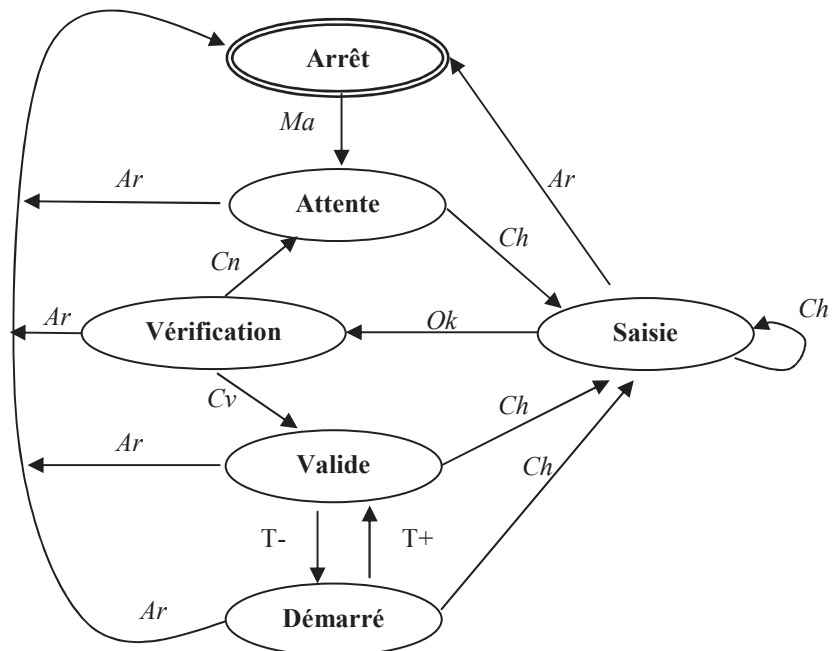 Arrêt
Ma
Ar
Ar
Attente
Ch
Cn
Ar
Vérification
Ok
Saisie
Ch
Cv
Ar
Valide
Ch
Ch
T-
T+
Ar
Démarré